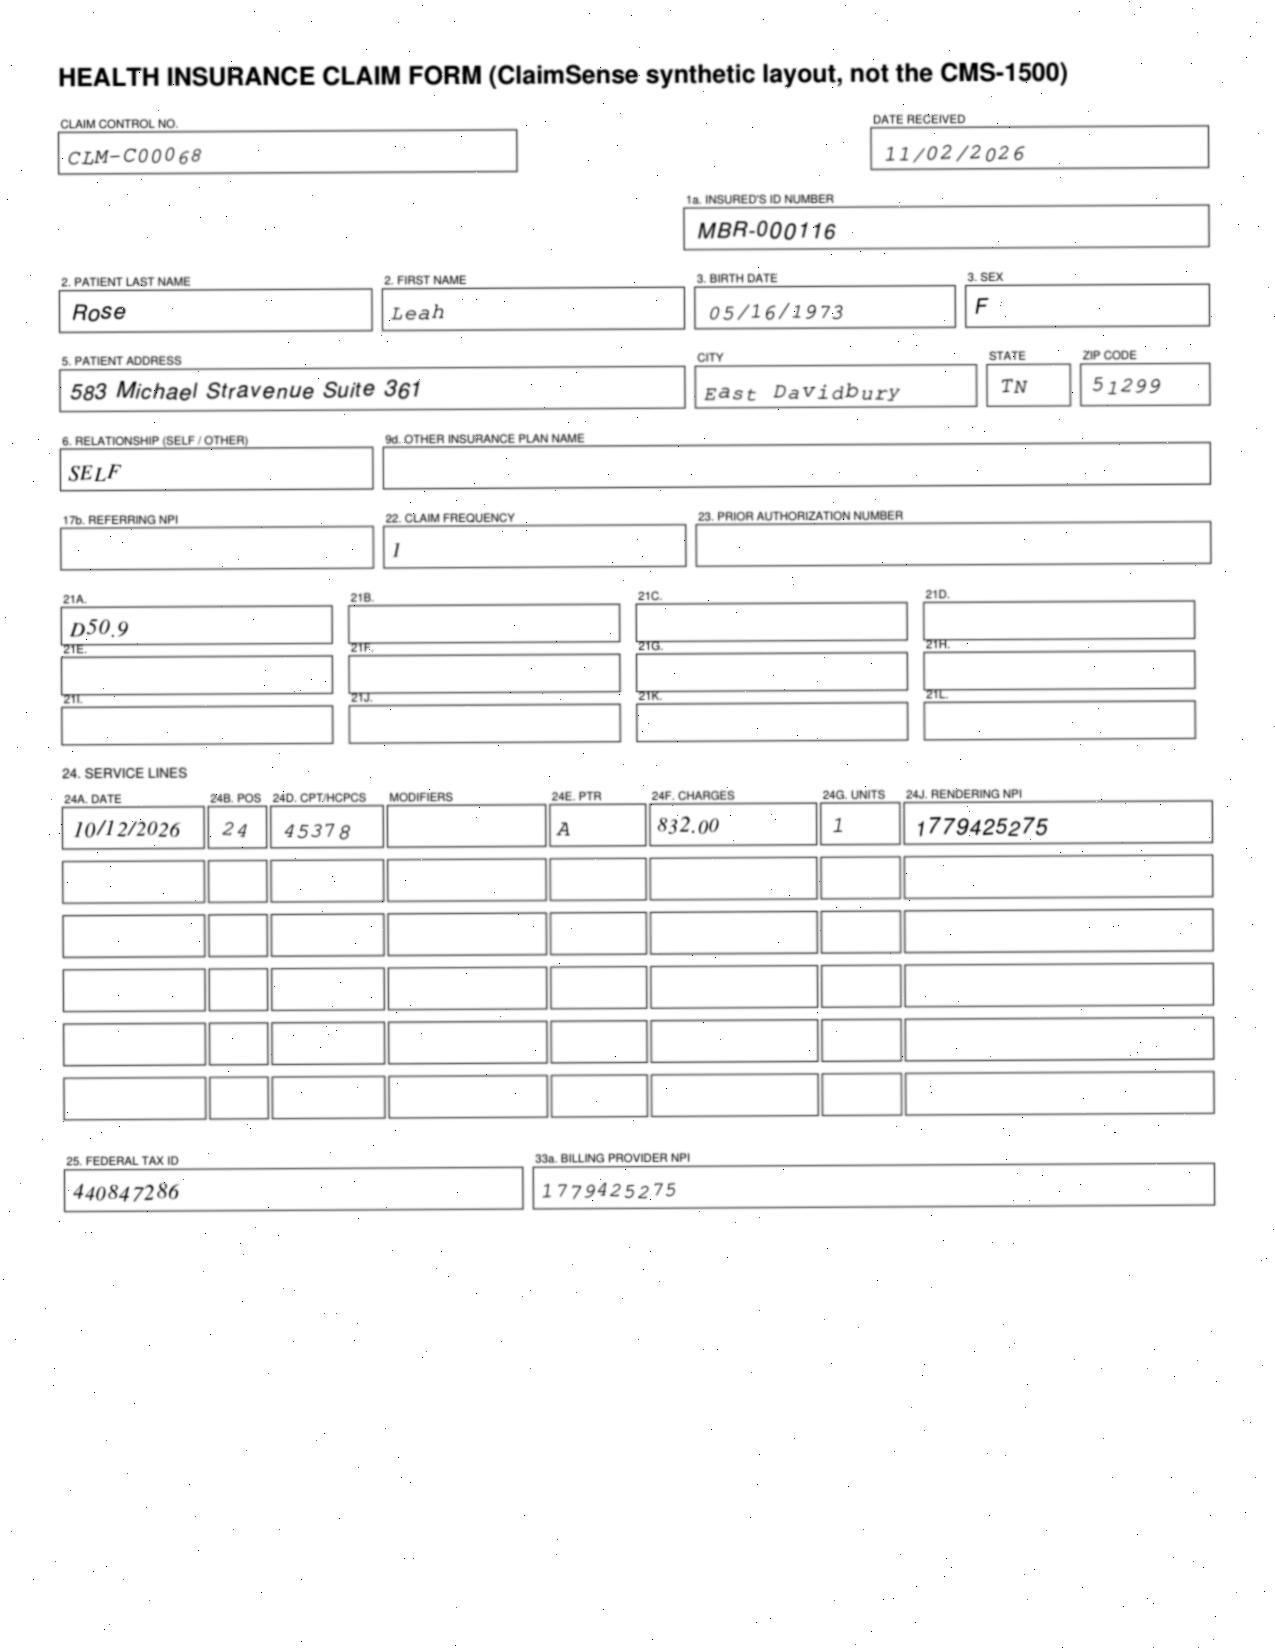 HEALTH INSURANCE CLAIM FORM (ClaimSense synthetic layout, not the CMS-1500)
CLAIM CONTROL NO. DATE RECEIVED
CLM-C00068 11/02/2026
1a. INSURED'S ID NUMBER
MBR-000116
2. PATIENT LAST NAME 2. FIRST NAME 3. BIRTH DATE 3. SEX
Rose Leah 05/16/1973 F
5. PATIENT ADDRESS CITY STATE ZIP CODE
583 Michael Stravenue Suite 361 East Davidbury TN 51299
6. RELATIONSHIP (SELF / OTHER) 9d. OTHER INSURANCE PLAN NAME
SELF
17b. REFERRING NPI 22. CLAIM FREQUENCY 23. PRIOR AUTHORIZATION NUMBER
1
21A. 21B. 21C. 21D.
D50.9
21E. 21F. 21G. 21H.
21I. 21J. 21K. 21L.
24. SERVICE LINES
24A. DATE 24B. POS 24D. CPT/HCPCS MODIFIERS 24E. PTR 24F. CHARGES 24G. UNITS 24J. RENDERING NPI
10/12/2026 24 45378 A 832.00 1 1779425275
25. FEDERAL TAX ID 33a. BILLING PROVIDER NPI
440847286 1779425275